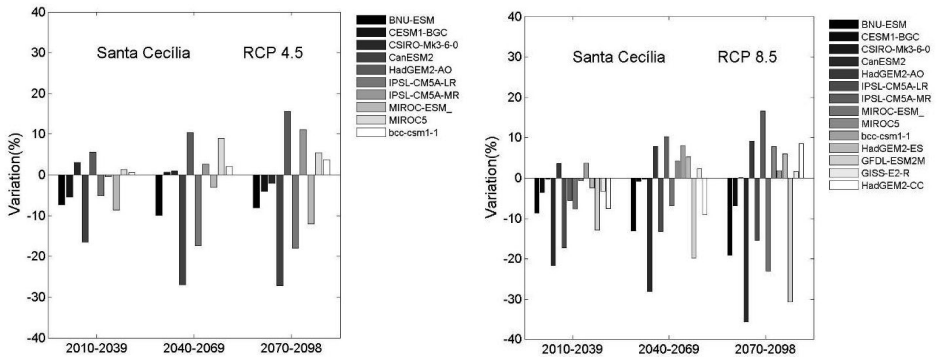 40
30
20
10
0
-10
-20
-30
-40
Variation(%)
Santa Cecília RCP 4.5
2010-2039 2040-2069 2070-2098
BNU-ESM
CESM1-BGC
CSIRO-Mk3-6-0
CanESM2
HadGEM2-AO
IPSL-CM5A-LR
IPSL-CM5A-MR
MIROC-ESM_
MIROC5
bcc-csm1-1
40
30
20
10
0
-10
-20
-30
-40
Variation(%)
Santa Cecília RCP 8.5
2010-2039 2040-2069 2070-2098
BNU-ESM
CESM1-BGC
CSIRO-Mk3-6-0
CanESM2
HadGEM2-AO
IPSL-CM5A-LR
IPSL-CM5A-MR
MIROC-ESM_
MIROC5
bcc-csm1-1
HadGEM2-ES
GFDL-ESM2M
GISS-E2-R
HadGEM2-CC